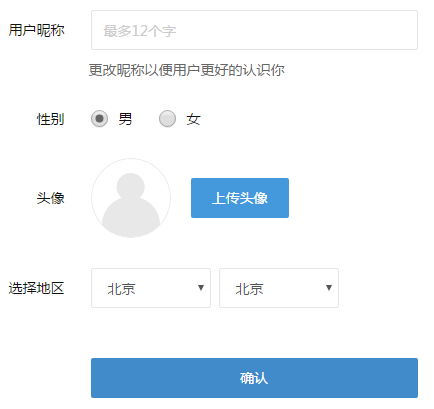 用户昵称 最多12个字
更改昵称以便用户更好的认识你
性别 男 女
头像 上传头像
选择地区 北京 北京
确认